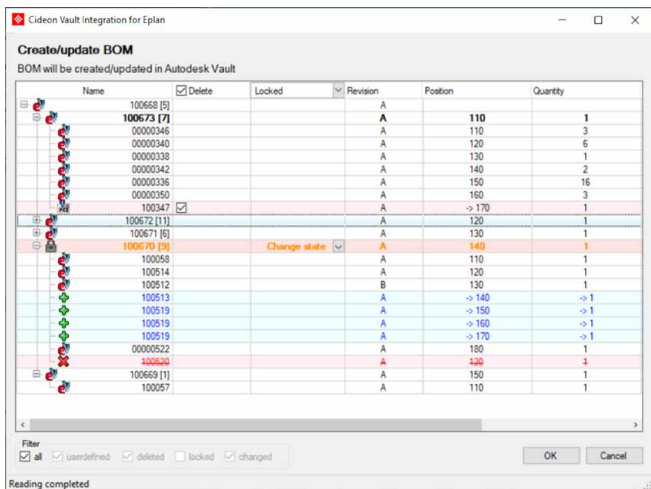 Cideon Vault Integration for Eplan
Create/update BOM
BOM will be created/updated in Autodesk Vault
Name Delete Locked Revision Position Quantity
100668 [5] A
100673 [7] A 110 1
00000346 A 110 3
00000340 A 120 6
00000338 A 130 1
00000342 A 140 2
00000336 A 150 16
00000350 A 160 3
100347 A -> 170 1
100672 [11] A 120 1
100671 [6] A 130 1
100670 [9] Change state A 140 1
100058 A 110 1
100514 A 120 1
100512 B 130 1
100513 A -> 140 -> 1
100519 A -> 150 -> 1
100519 A -> 160 -> 1
100519 A -> 170 -> 1
00000522 A 180 1
100520 A 120 1
100669 [1] A 150 1
100057 A 110 1
Filter
all userdefined deleted locked changed
OK Cancel
Reading completed